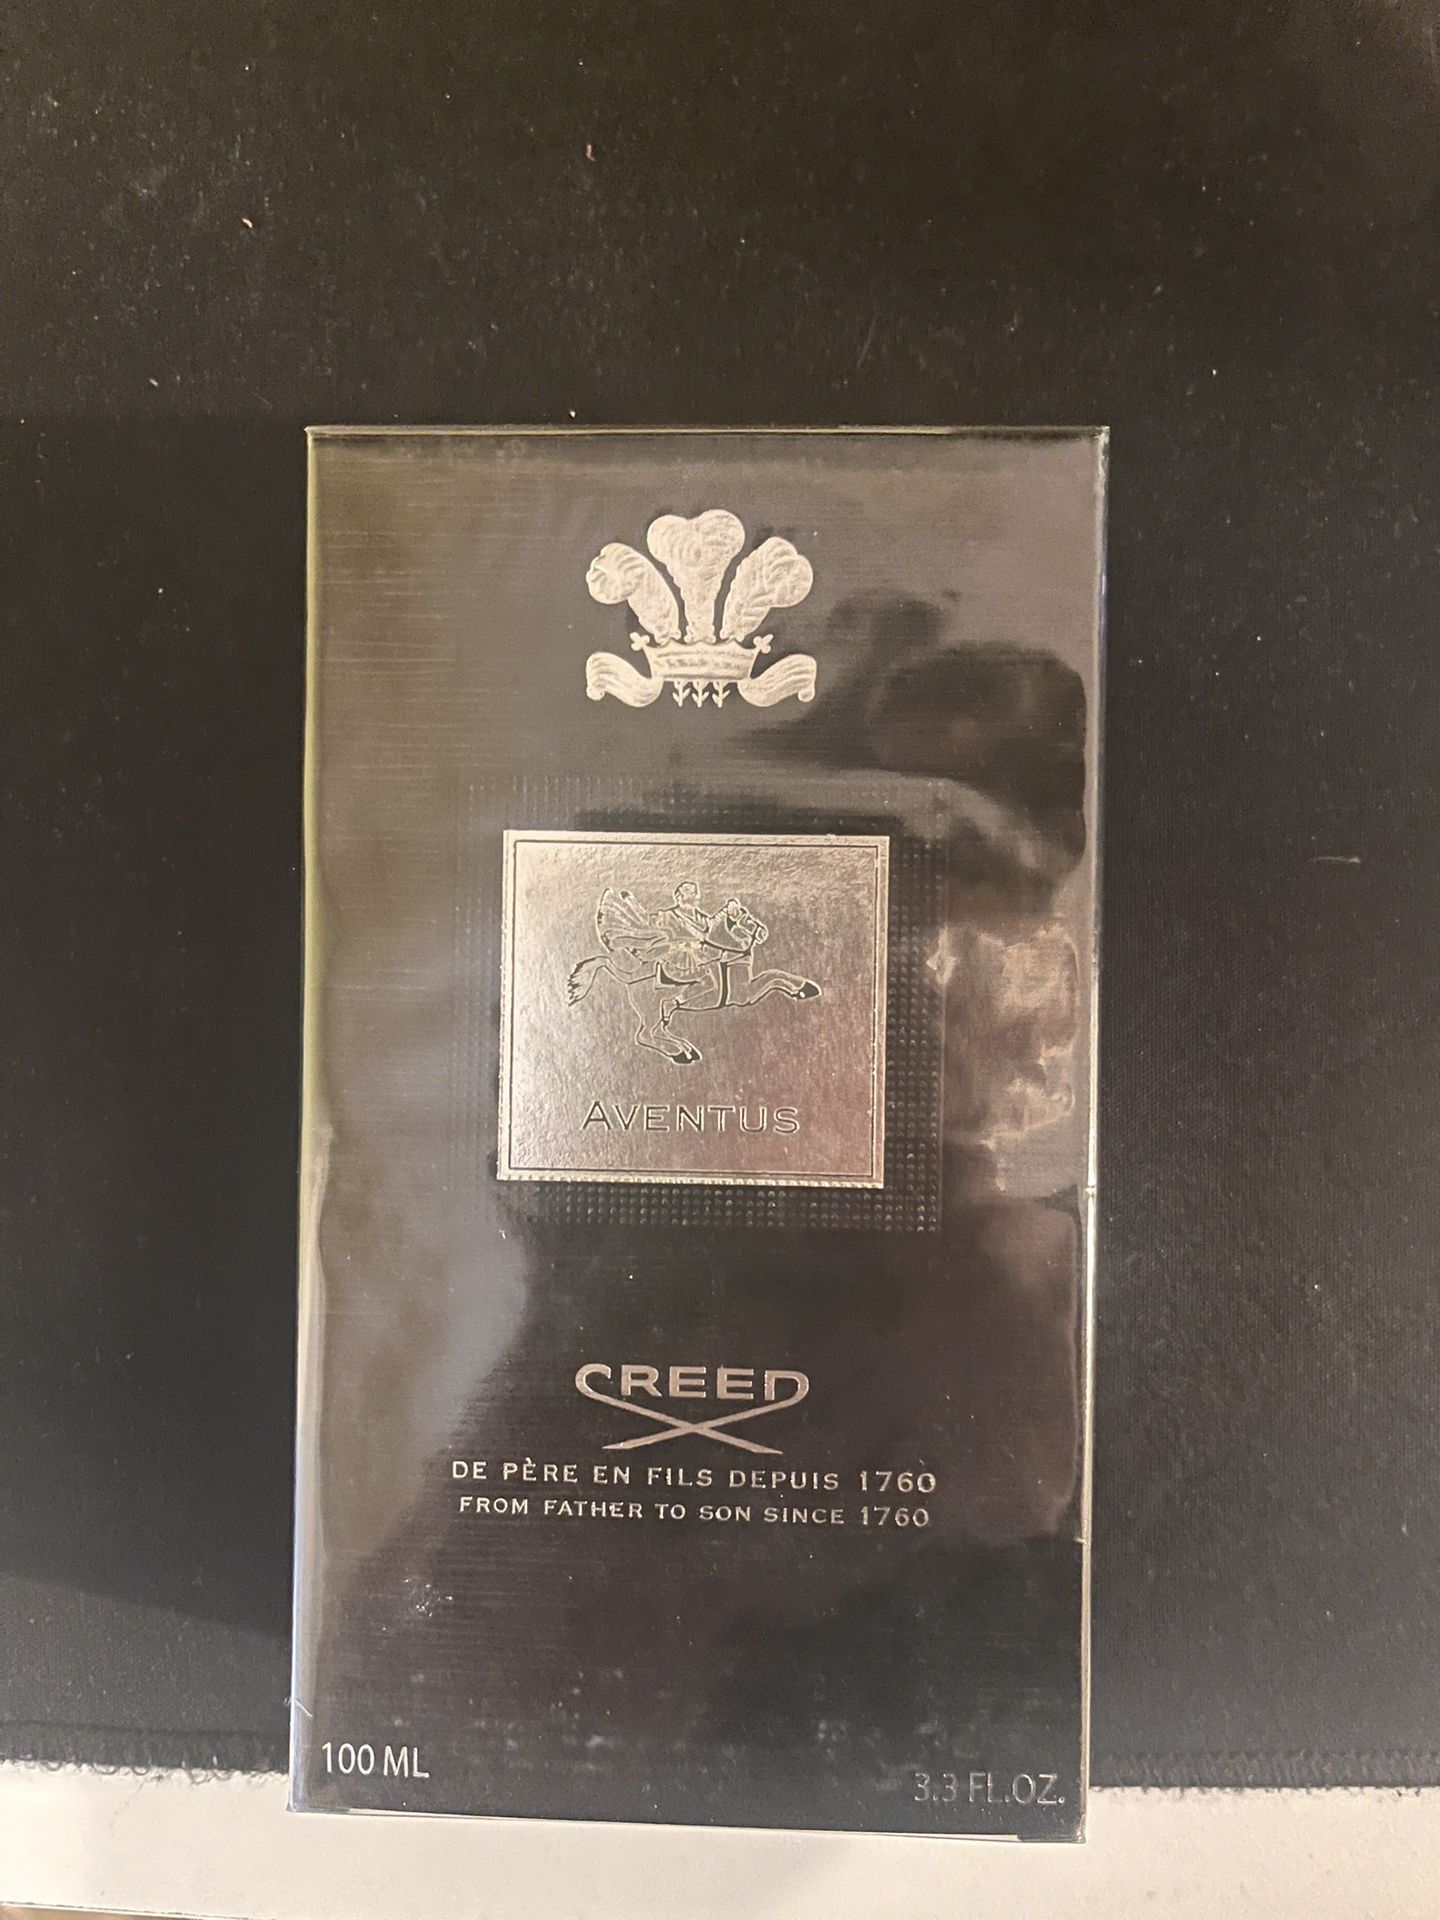 AVENTUS
CREED
DE PÈRE EN FILS DEPUIS 1760
FROM FATHER TO SON SINCE 1760
100 ML
3.3 FL.OZ.